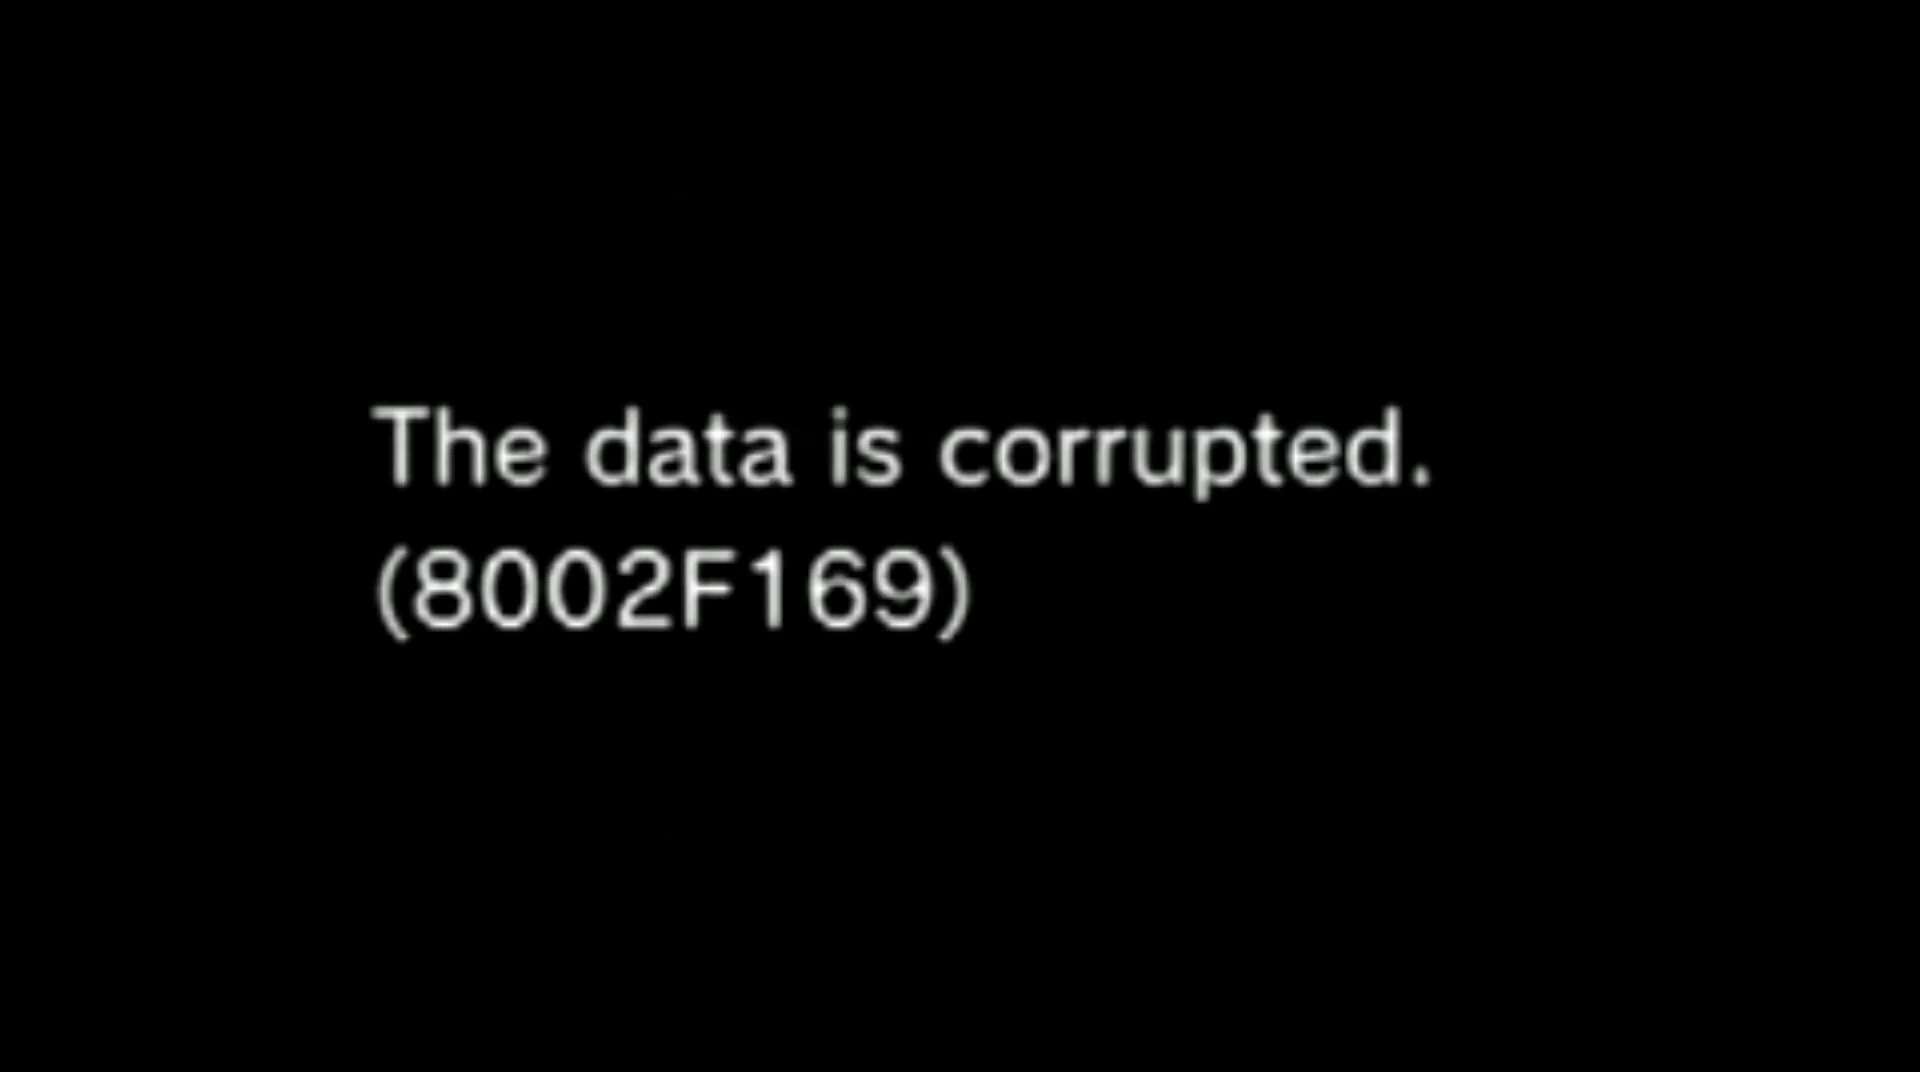 The data is corrupted.
(8002F169)